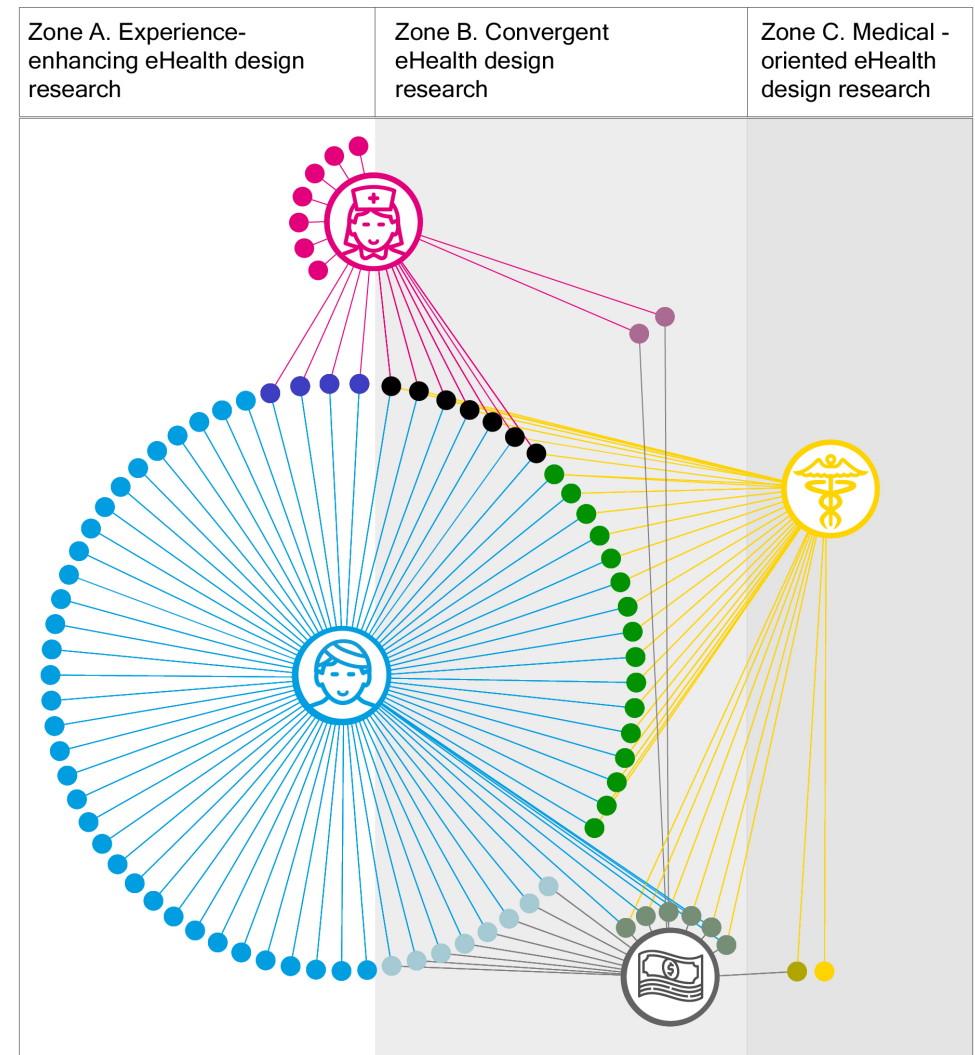 Zone A. Experience-
enhancing eHealth design
research
Zone B. Convergent
eHealth design
research
Zone C. Medical -
oriented eHealth
design research
$